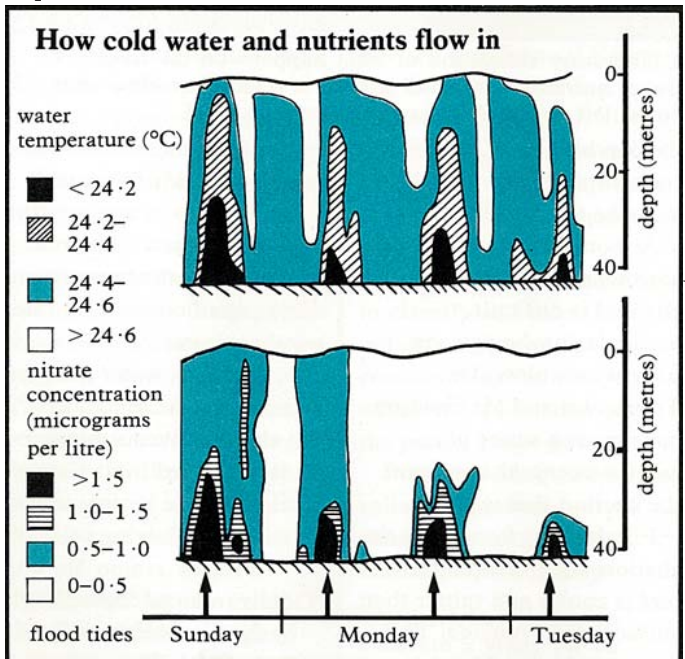 How cold water and nutrients flow in
water
temperature (°C)
< 24·2
24·2–
24·4
24·4–
24·6
> 24·6
nitrate
concentration
(micrograms
per litre)
>1·5
1·0–1·5
0·5–1·0
0–0·5
flood tides
0
20
40
depth (metres)
0
20
40
depth (metres)
Sunday
Monday
Tuesday